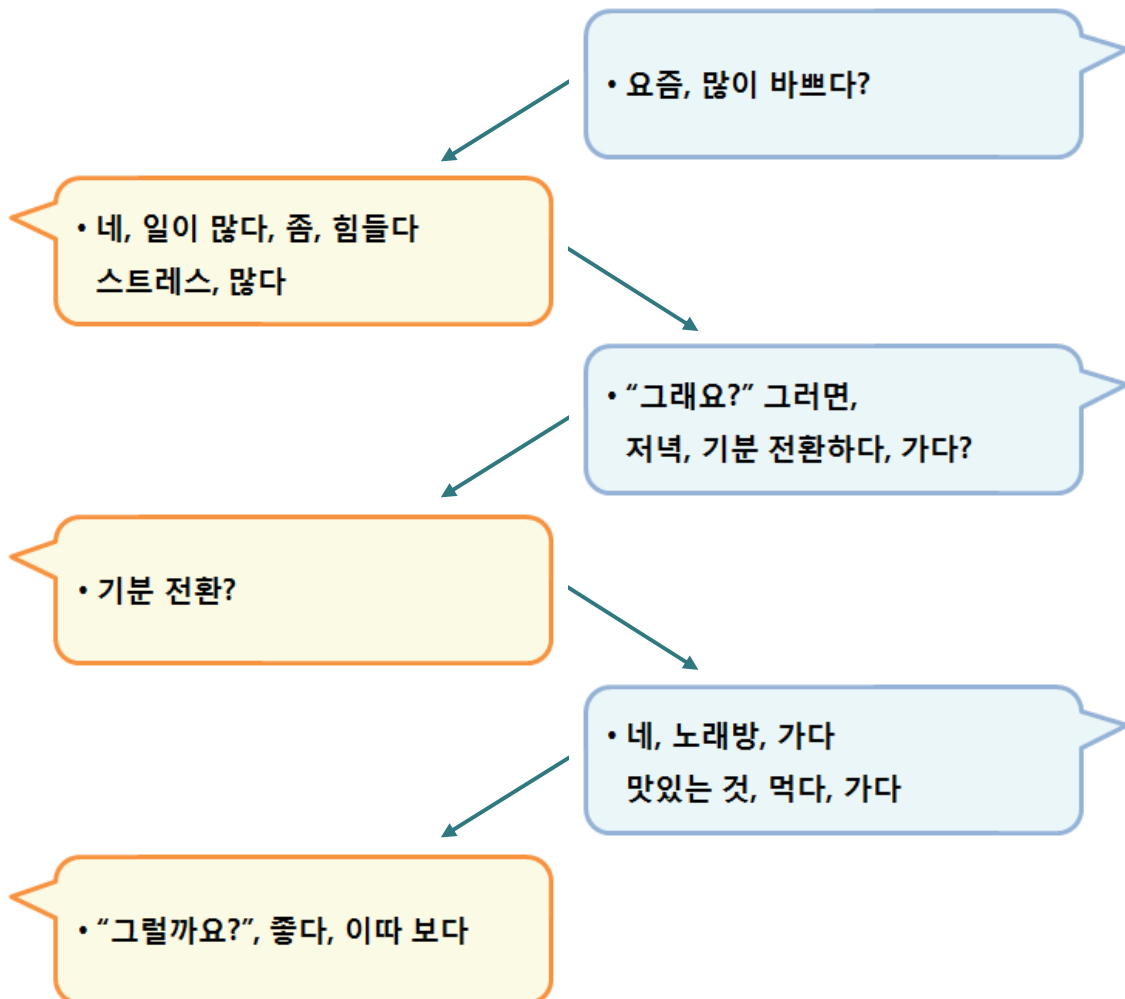 • 요즘, 많이 바쁘다?
• 네, 일이 많다, 좀, 힘들다
스트레스, 많다
• “그래요?” 그러면,
저녁, 기분 전환하다, 가다?
• 기분 전환?
• 네, 노래방, 가다
맛있는 것, 먹다, 가다
• “그럴까요?”, 좋다, 이따 보다